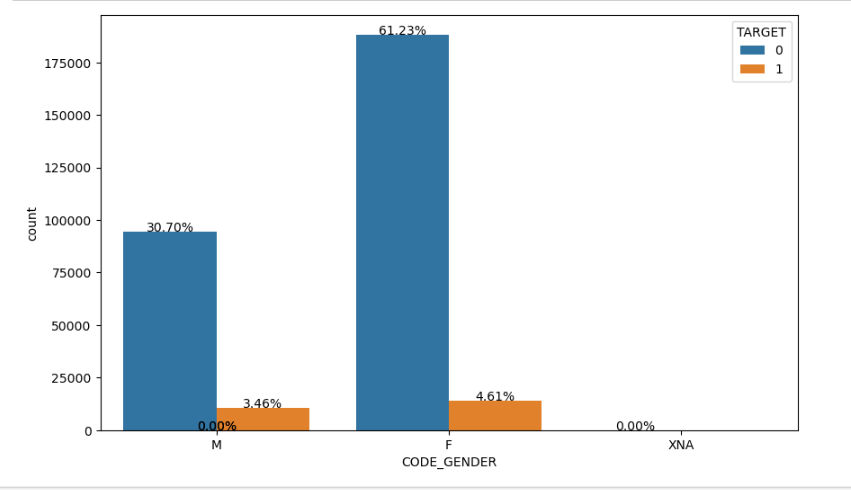 TARGET
0
1
61.23%
30.70%
4.61%
3.46%
0.00%
0.00%
175000
150000
125000
100000
75000
50000
25000
0
count
M
F
XNA
CODE_GENDER